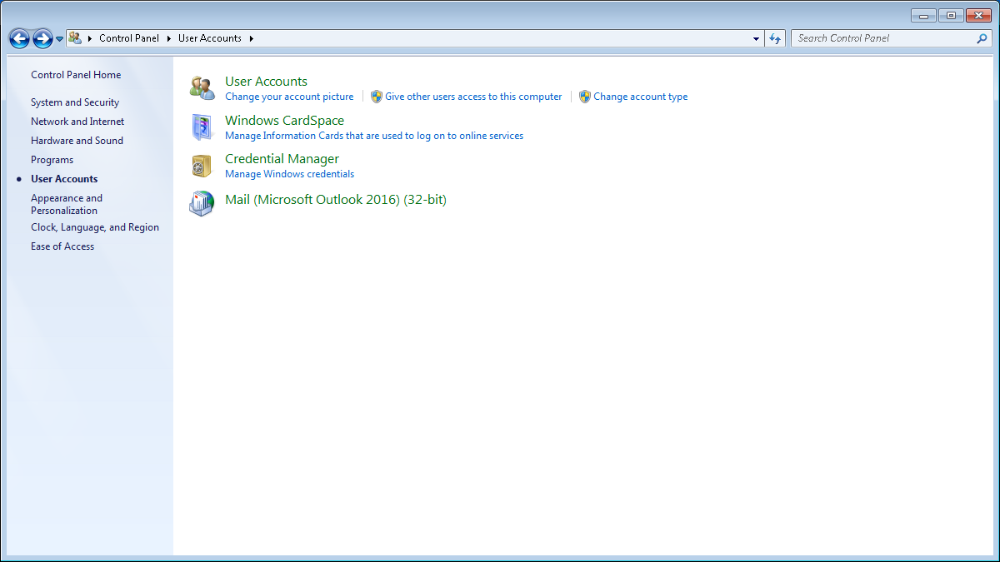 Control Panel
User Accounts
Search Control Panel
Control Panel Home
System and Security
Network and Internet
Hardware and Sound
Programs
User Accounts
Appearance and
Personalization
Clock, Language, and Region
Ease of Access
User Accounts
Change your account picture
Give other users access to this computer
Change account type
Windows CardSpace
Manage Information Cards that are used to log on to online services
Credential Manager
Manage Windows credentials
Mail (Microsoft Outlook 2016) (32-bit)